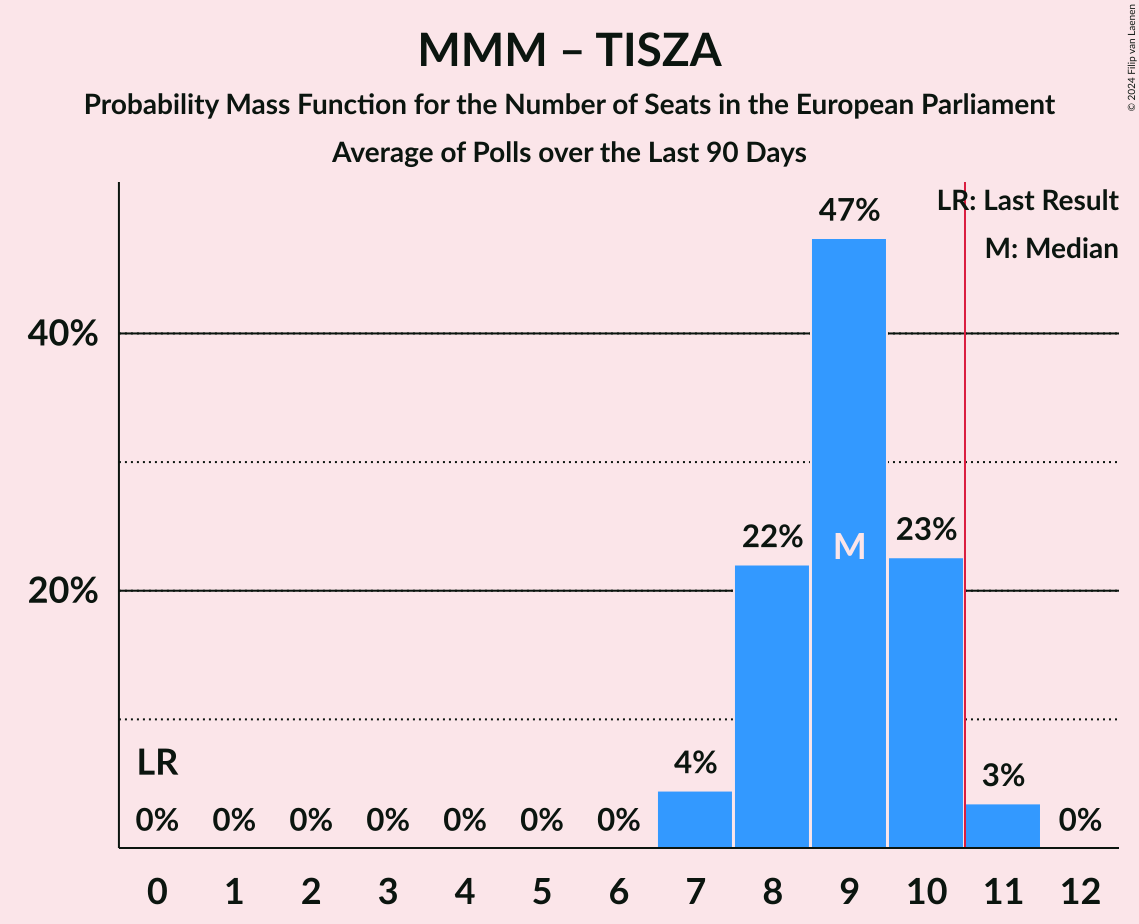 MMM – TISZA
Probability Mass Function for the Number of Seats in the European Parliament
Average of Polls over the Last 90 Days
© 2024 Filip van Laenen
LR: Last Result
M: Median
47%
40%
22%
M
23%
20%
LR
4%
3%
0% 0% 0% 0% 0% 0% 0% 0%
0 1 2 3 4 5 6 7 8 9 10 11 12